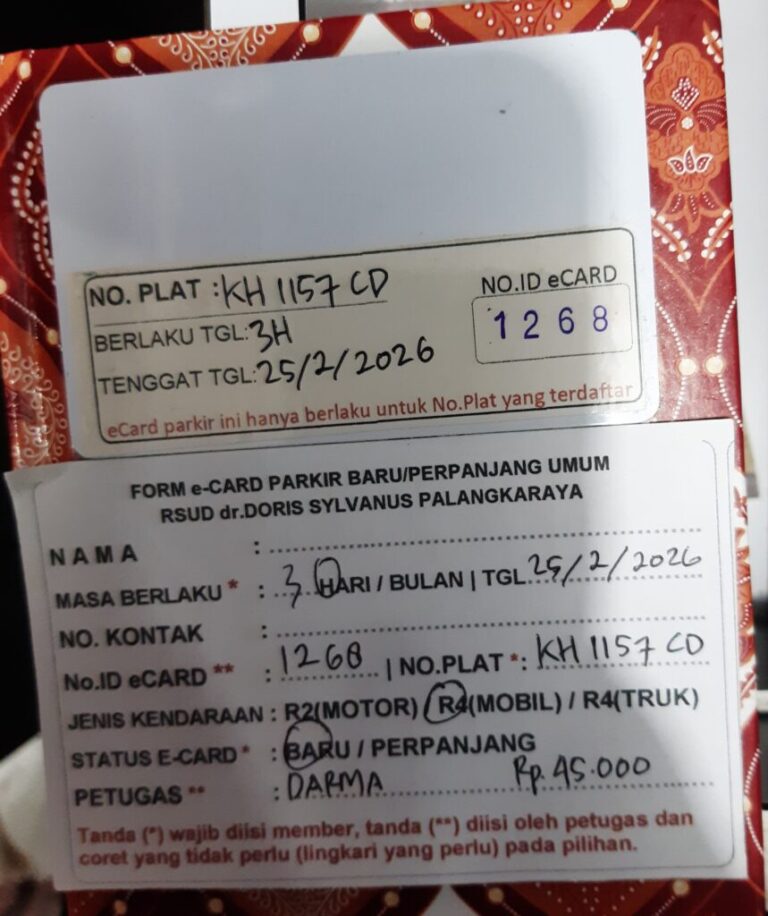 NO. PLAT : KH 1157 CD
NO.ID eCARD
1268
BERLAKU TGL: 3H
TENGGAT TGL: 25/2/2026
eCard parkir ini hanya berlaku untuk No.Plat yang terdaftar
FORM e-CARD PARKIR BARU/PERPANJANG UMUM
RSUD dr.DORIS SYLVANUS PALANGKARAYA
NAMA :
MASA BERLAKU * : 3 HARI / BULAN | TGL 25/2/2026
NO. KONTAK :
No.ID eCARD ** : 1268 | NO.PLAT *: KH 1157 CD
JENIS KENDARAAN : R2(MOTOR) / R4(MOBIL) / R4(TRUK)
STATUS E-CARD * : BARU / PERPANJANG
PETUGAS ** : DARMA Rp. 45.000
Tanda (*) wajib diisi member, tanda (**) diisi oleh petugas dan
coret yang tidak perlu (lingkari yang perlu) pada pilihan.